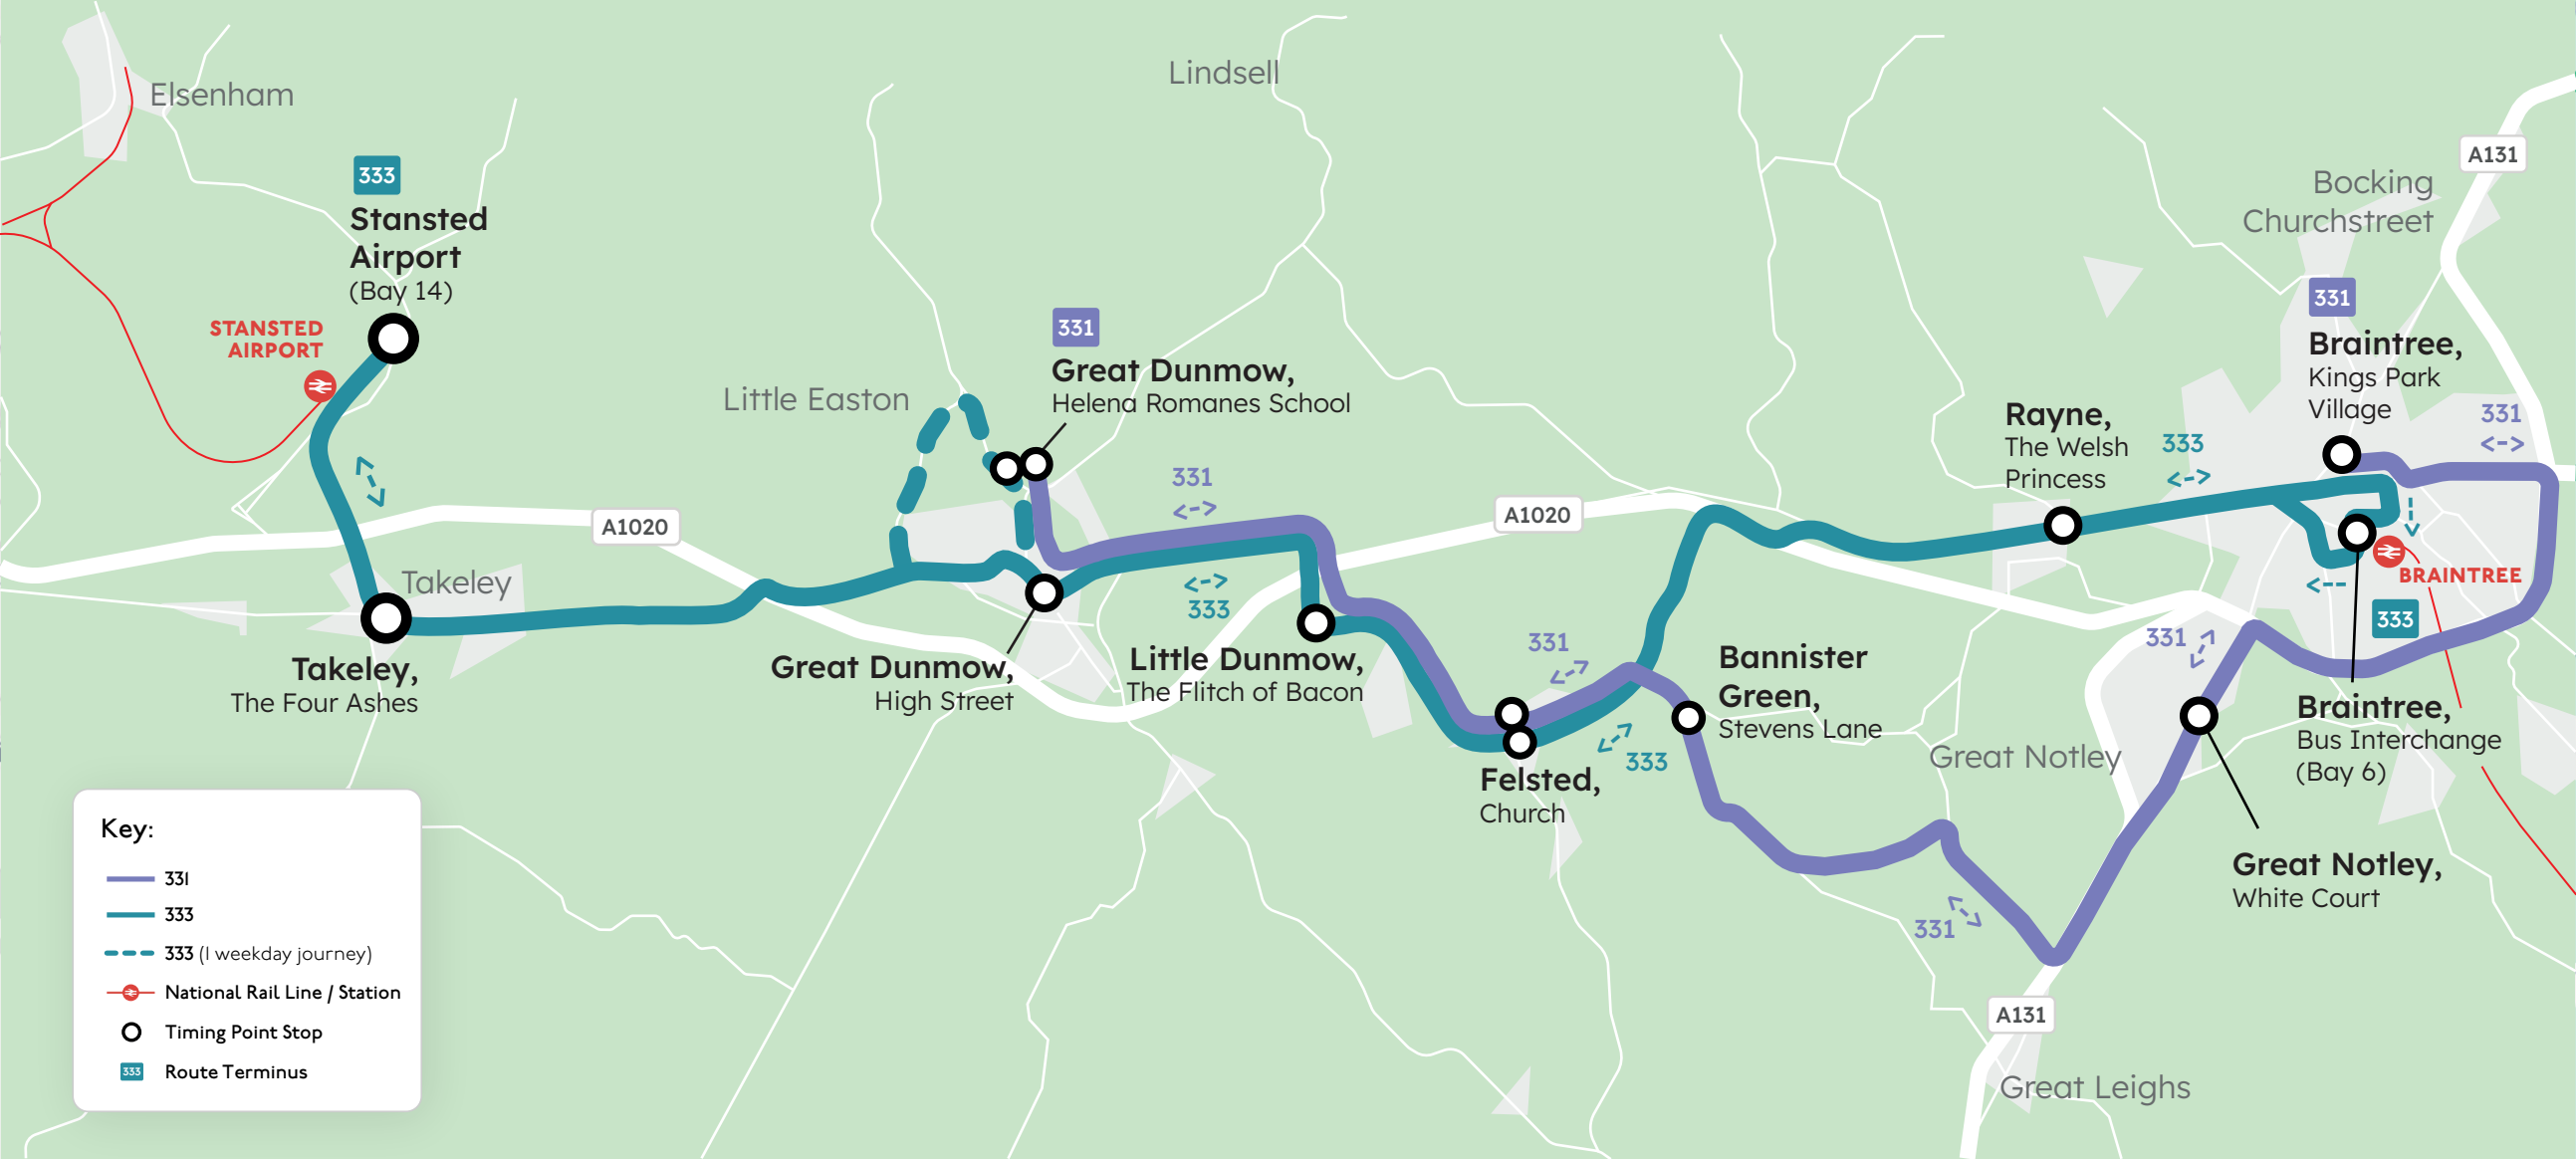 Elsenham
Lindsell
A131
Bocking
Churchstreet
333
Stansted
Airport
(Bay 14)
STANSTED
AIRPORT
331
Great Dunmow,
Helena Romanes School
Little Easton
331
Braintree,
Kings Park
Village
331
Rayne,
The Welsh
Princess
333
331
A1020
A1020
Takeley
333
BRAINTREE
333
331
Takeley,
The Four Ashes
Great Dunmow,
High Street
Little Dunmow,
The Flitch of Bacon
331
Bannister
Green,
Stevens Lane
333
Felsted,
Church
Great Notley
Braintree,
Bus Interchange
(Bay 6)
Great Notley,
White Court
331
A131
Great Leighs
Key:
331
333
333 (1 weekday journey)
National Rail Line / Station
Timing Point Stop
333
Route Terminus